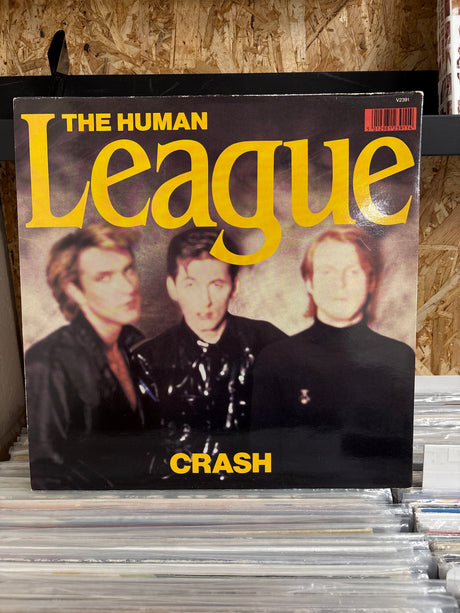 V2391
THE HUMAN
League
CRASH